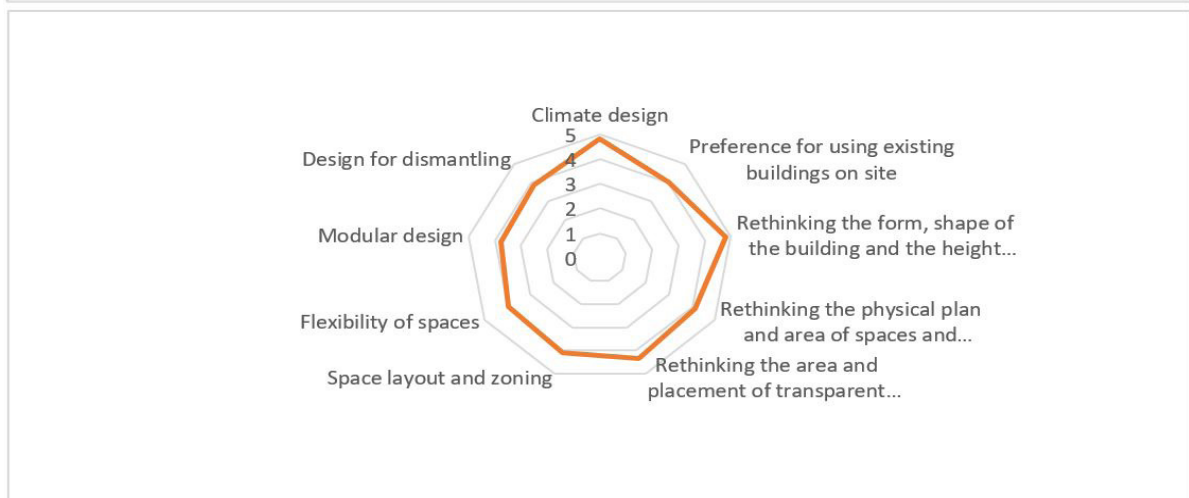 Climate design
5
4
3
2
1
0
Preference for using existing
buildings on site
Rethinking the form, shape of
the building and the height...
Rethinking the physical plan
and area of spaces and...
Rethinking the area and
placement of transparent...
Space layout and zoning
Flexibility of spaces
Modular design
Design for dismantling